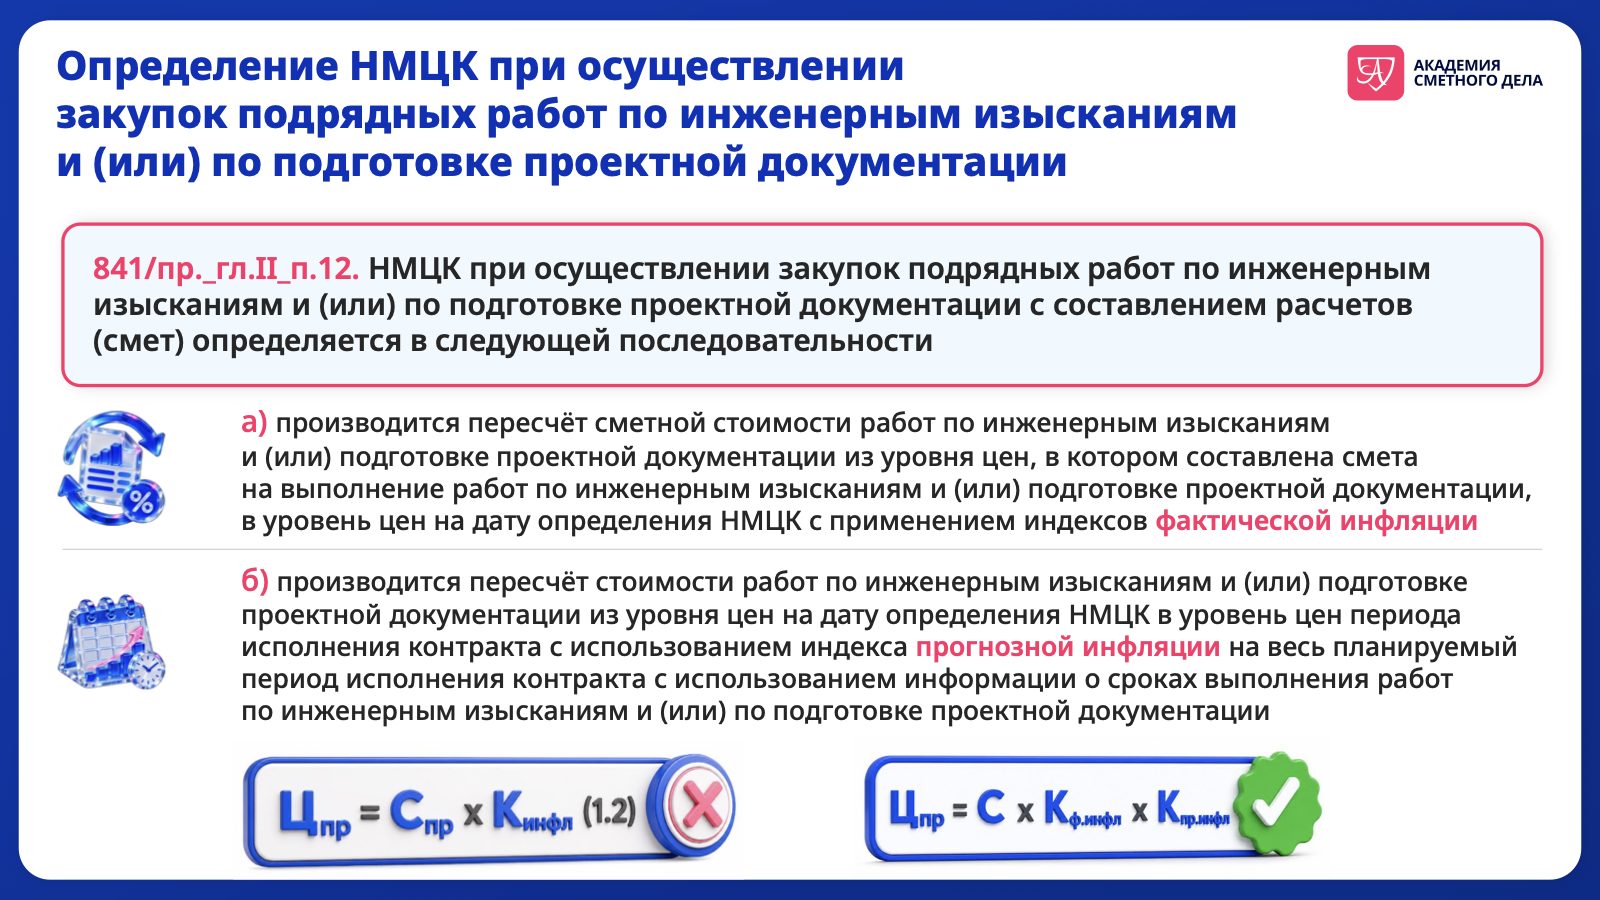 Определение НМЦК при осуществлении
закупок подрядных работ по инженерным изысканиям
и (или) по подготовке проектной документации
АКАДЕМИЯ
СМЕТНОГО ДЕЛА
841/пр._гл.II_п.12. НМЦК при осуществлении закупок подрядных работ по инженерным
изысканиям и (или) по подготовке проектной документации с составлением расчетов
(смет) определяется в следующей последовательности
а) производится пересчёт сметной стоимости работ по инженерным изысканиям
и (или) подготовке проектной документации из уровня цен, в котором составлена смета
на выполнение работ по инженерным изысканиям и (или) подготовке проектной документации,
в уровень цен на дату определения НМЦК с применением индексов фактической инфляции
%
б) производится пересчёт стоимости работ по инженерным изысканиям и (или) подготовке
проектной документации из уровня цен на дату определения НМЦК в уровень цен периода
исполнения контракта с использованием индекса прогнозной инфляции на весь планируемый
период исполнения контракта с использованием информации о сроках выполнения работ
по инженерным изысканиям и (или) по подготовке проектной документации
Цпр = Спр х Кинфл (1.2)
Цпр = С х Кф.инфл х Кпр.инфл